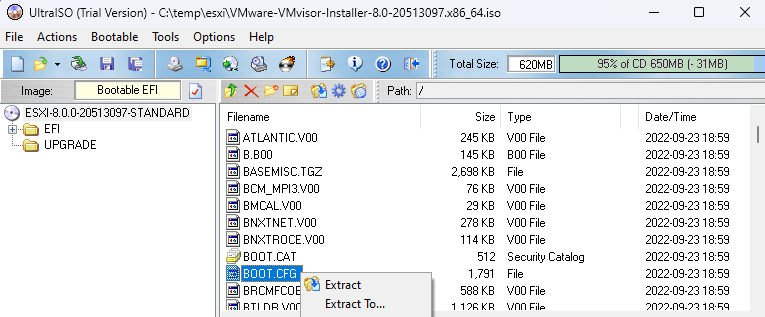 UltraISO (Trial Version) - C:\temp\esxi\VMware-VMvisor-Installer-8.0-20513097.x86_64.iso
File Actions Bootable Tools Options Help
Total Size: 620MB 95% of CD 650MB (- 31MB)
Image: Bootable EFI Path: /
ESXI-8.0.0-20513097-STANDARD
EFI
UPGRADE
Filename Size Type Date/Time
ATLANTIC.V00 245 KB V00 File 2022-09-23 18:59
B.B00 145 KB B00 File 2022-09-23 18:59
BASEMISC.TGZ 2,698 KB File 2022-09-23 18:59
BCM_MPI3.V00 76 KB V00 File 2022-09-23 18:59
BMCAL.V00 29 KB V00 File 2022-09-23 18:59
BNXTNET.V00 278 KB V00 File 2022-09-23 18:59
BNXTROCE.V00 114 KB V00 File 2022-09-23 18:59
BOOT.CAT 512 Security Catalog 2022-09-23 18:59
BOOT.CFG 1,791 File 2022-09-23 18:59
Extract
BRCMFCOE 588 KB V00 File 2022-09-23 18:59
Extract To...
BTLDR.V00 1,126 KB V00 File 2022-09-23 18:59